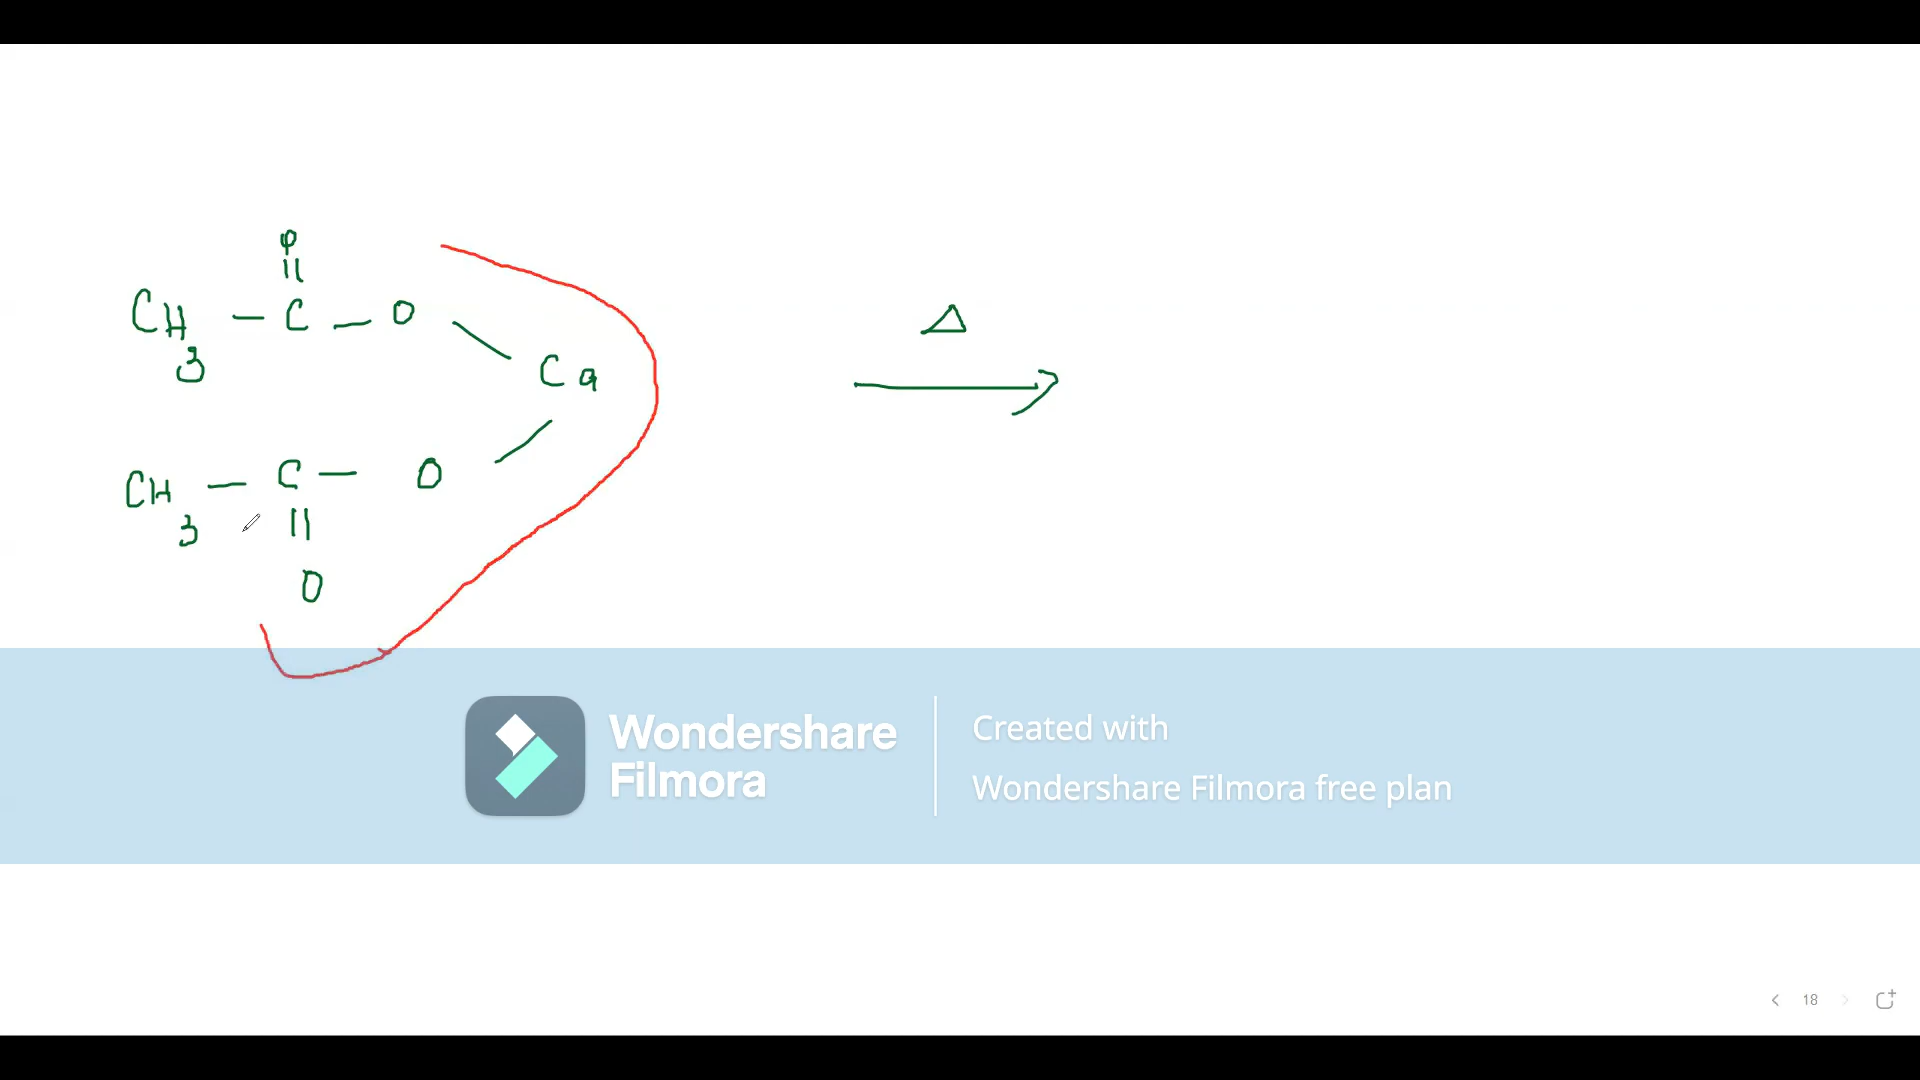 O
||
CH3 — C — O
Ca
Δ
CH3 — C — O
||
O
Wondershare
Filmora
Created with
Wondershare Filmora free plan
18